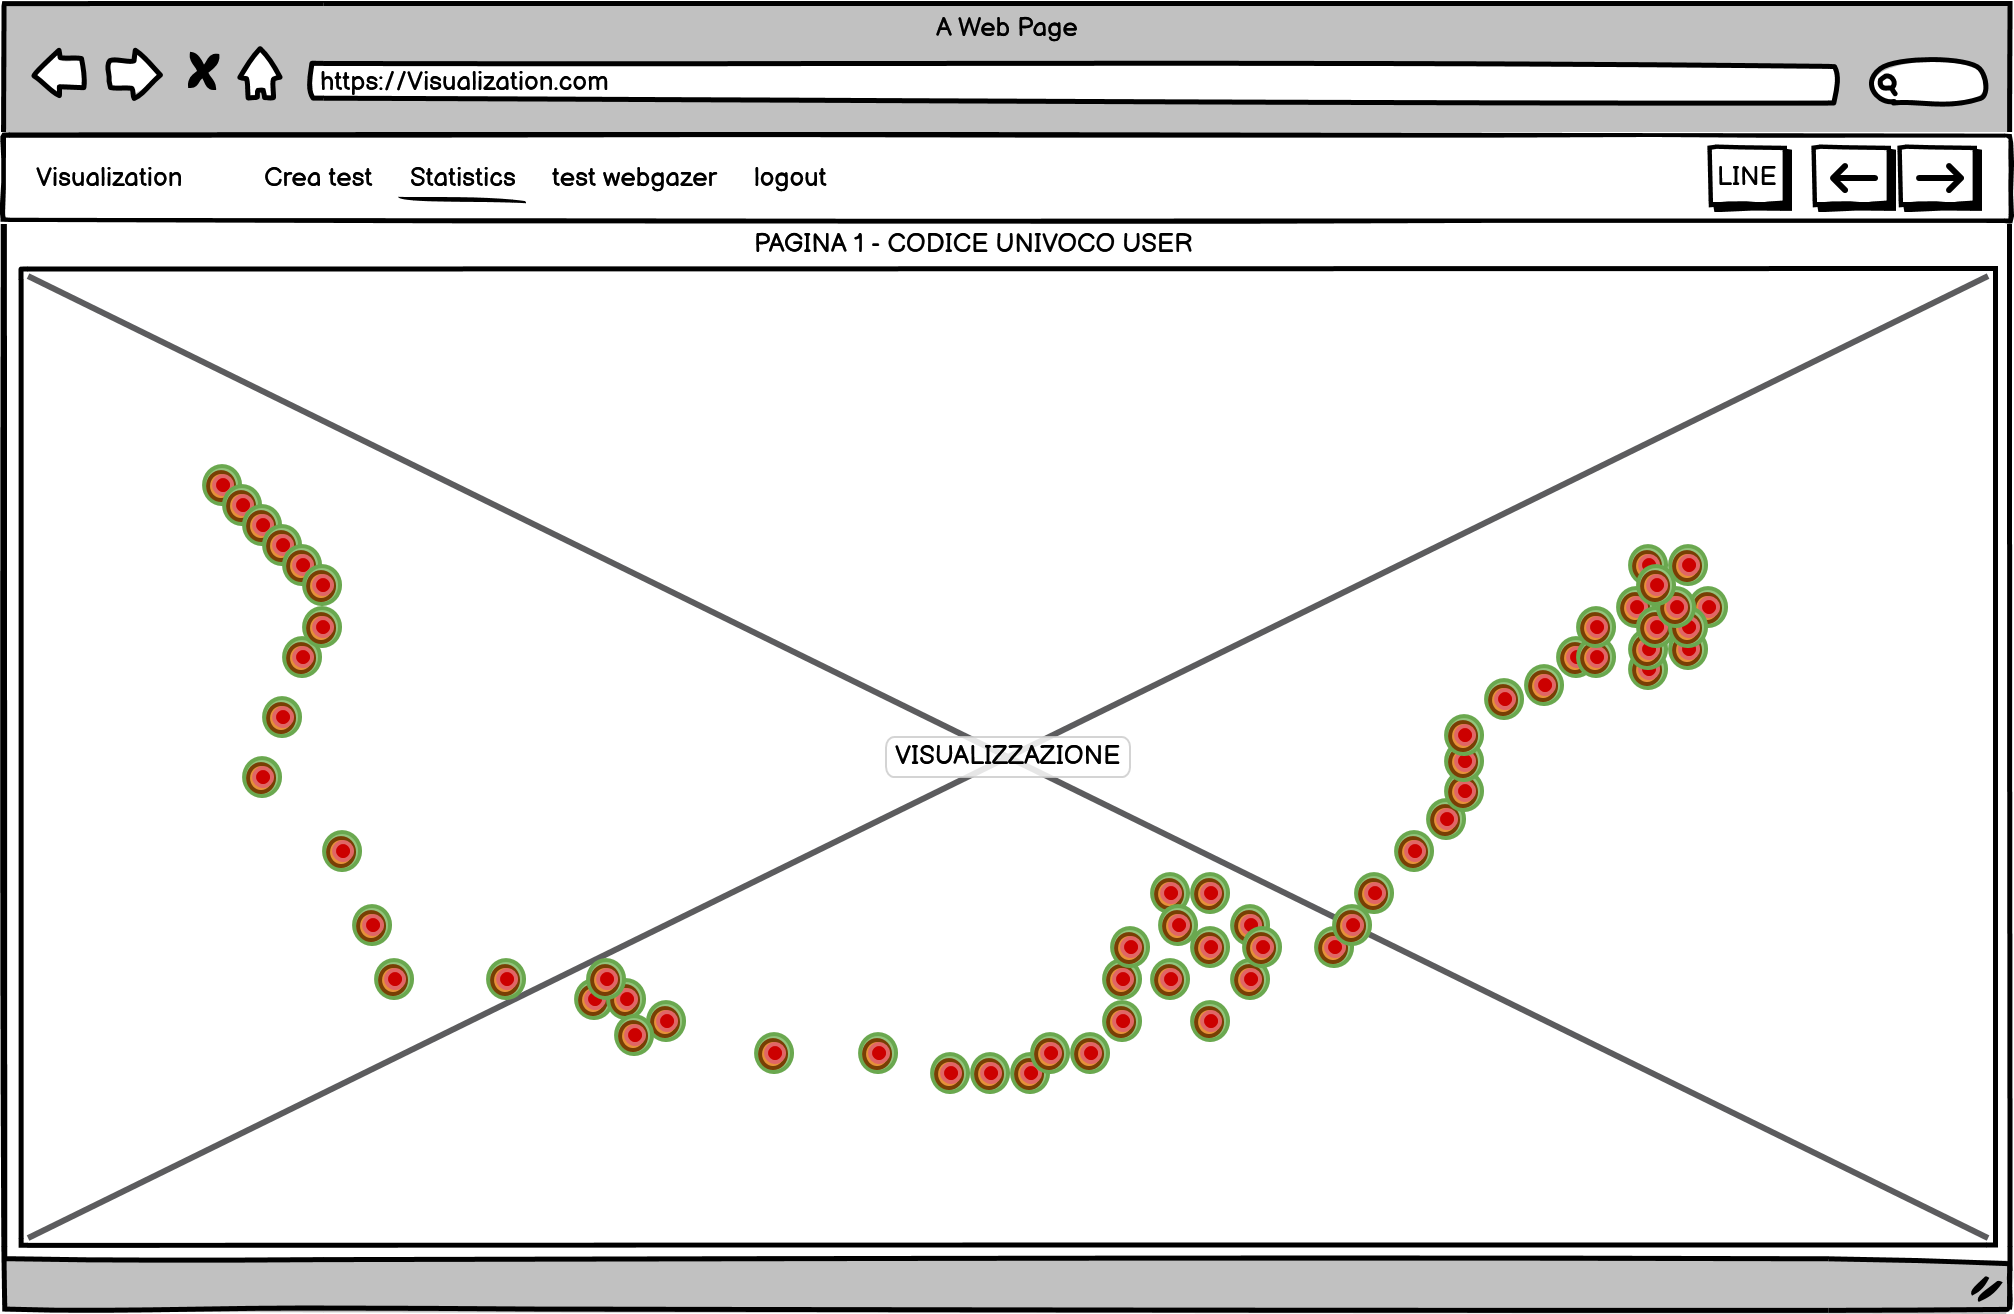 A Web Page
https://Visualization.com
Visualization Crea test Statistics test webgazer logout LINE
PAGINA 1 - CODICE UNIVOCO USER
VISUALIZZAZIONE